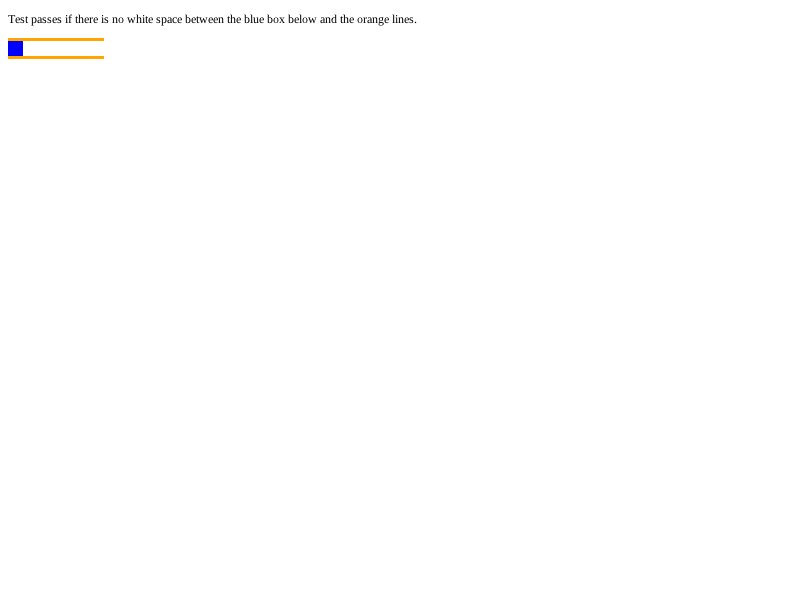 Test passes if there is no white space between the blue box below and the orange lines.